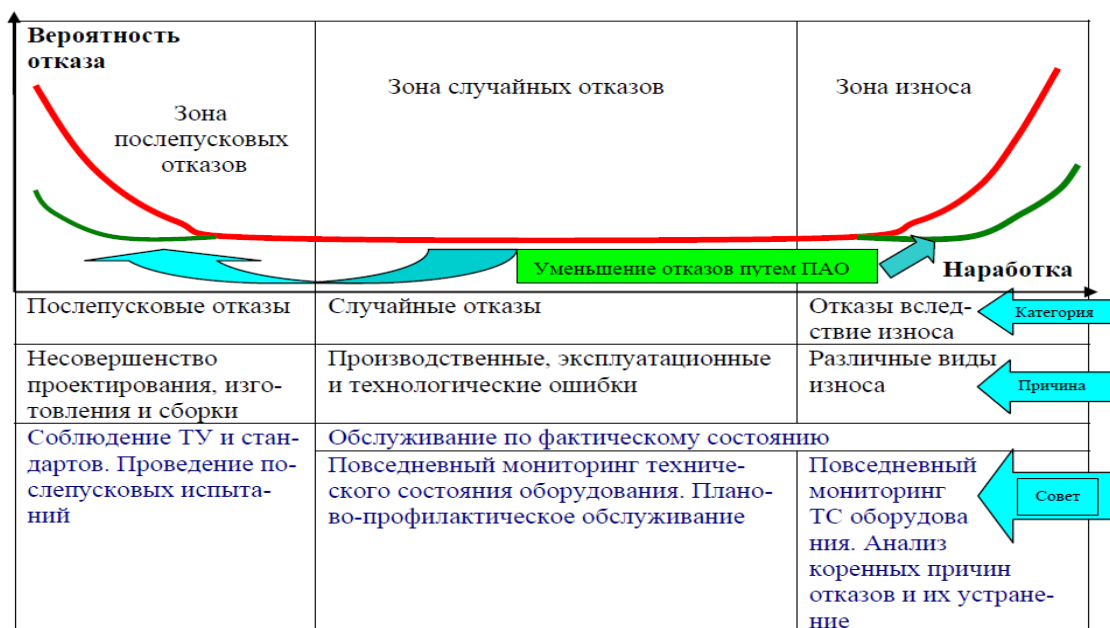 Вероятность
отказа
Зона
послепусковых
отказов
Зона случайных отказов
Зона износа
Уменьшение отказов путем ПАО
Наработка
Послепусковые отказы
Случайные отказы
Отказы вслед-
ствие износа
Категория
Несовершенство
проектирования, изго-
товления и сборки
Производственные, эксплуатационные
и технологические ошибки
Различные виды
износа
Причина
Соблюдение ТУ и стан-
дартов. Проведение по-
слепусковых испыта-
ний
Обслуживание по фактическому состоянию
Повседневный мониторинг техниче-
ского состояния оборудования. Плано-
во-профилактическое обслуживание
Повседневный
мониторинг
ТС оборудова
ния. Анализ
коренных причин
отказов и их устране-
ние
Совет